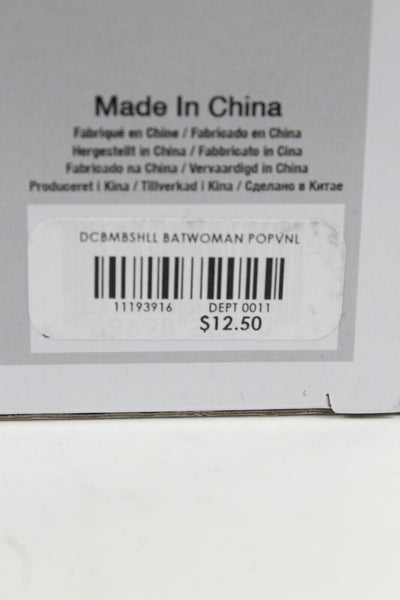 Made In China
Fabriqué en Chine / Fabricado en China
Hergestellt in China / Fabbricato in Cina
Fabricado na China / Vervaardigd in China
Produceret i Kina / Tillverkad i Kina / Сделано в Китае
DCBMBSHLL BATWOMAN POPVNL
11193916 DEPT 0011
$12.50